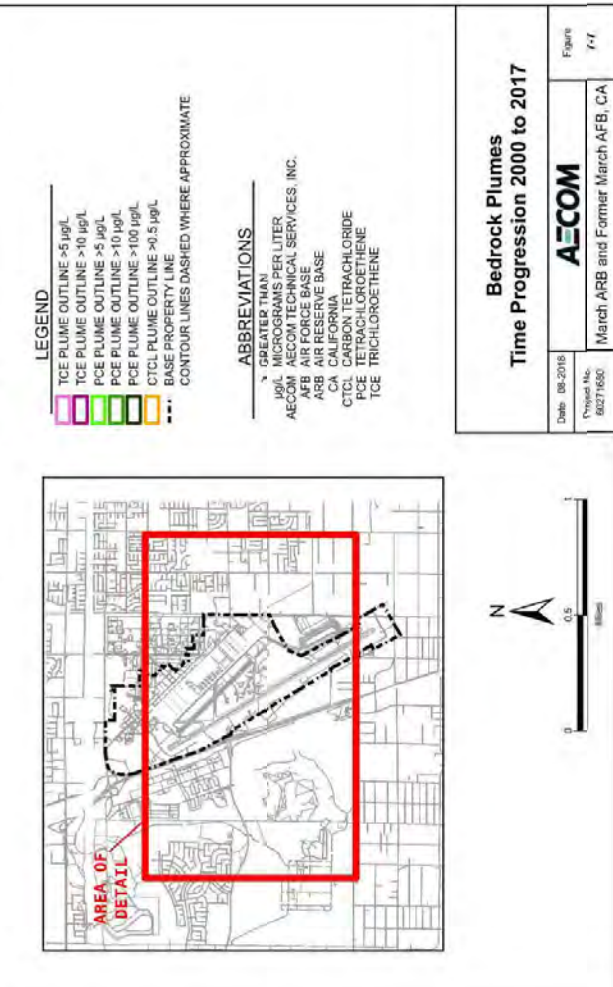 LEGEND
TCE PLUME OUTLINE >5 µg/L
TCE PLUME OUTLINE >10 µg/L
PCE PLUME OUTLINE >5 µg/L
PCE PLUME OUTLINE >10 µg/L
PCE PLUME OUTLINE >100 µg/L
CTCL PLUME OUTLINE >0.5 µg/L
BASE PROPERTY LINE
CONTOUR LINES DASHED WHERE APPROXIMATE
ABBREVIATIONS
> GREATER THAN
µg/L MICROGRAMS PER LITER
AECOM AECOM TECHNICAL SERVICES, INC.
AFB AIR FORCE BASE
ARB AIR RESERVE BASE
CA CALIFORNIA
CTCL CARBON TETRACHLORIDE
PCE TETRACHLOROETHENE
TCE TRICHLOROETHENE
AREA OF
DETAIL
N
0 0.5 1
Miles
Bedrock Plumes
Time Progression 2000 to 2017
Date 08-2018
Project No.
60271680
AECOM
March ARB and Former March AFB, CA
Figure
7-7